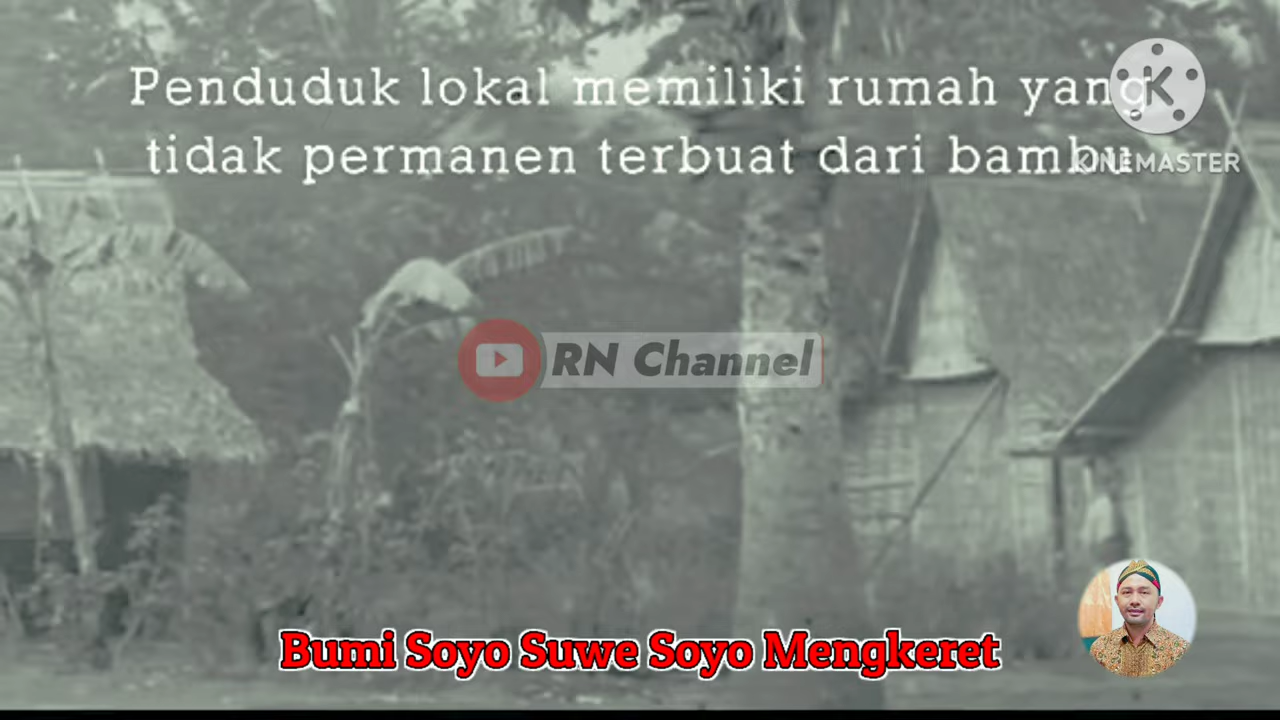 Penduduk lokal memiliki rumah yang
tidak permanen terbuat dari bambu
K
KINEMASTER
RN Channel
Bumi Soyo Suwe Soyo Mengkeret